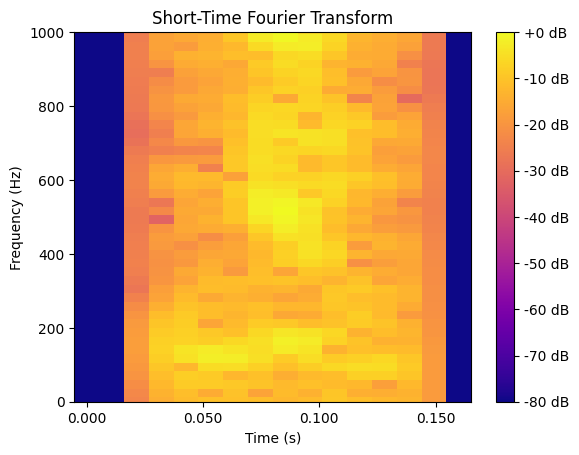 Short-Time Fourier Transform
1000
800
600
400
200
0
Frequency (Hz)
0.000
0.050
0.100
0.150
Time (s)
+0 dB
-10 dB
-20 dB
-30 dB
-40 dB
-50 dB
-60 dB
-70 dB
-80 dB